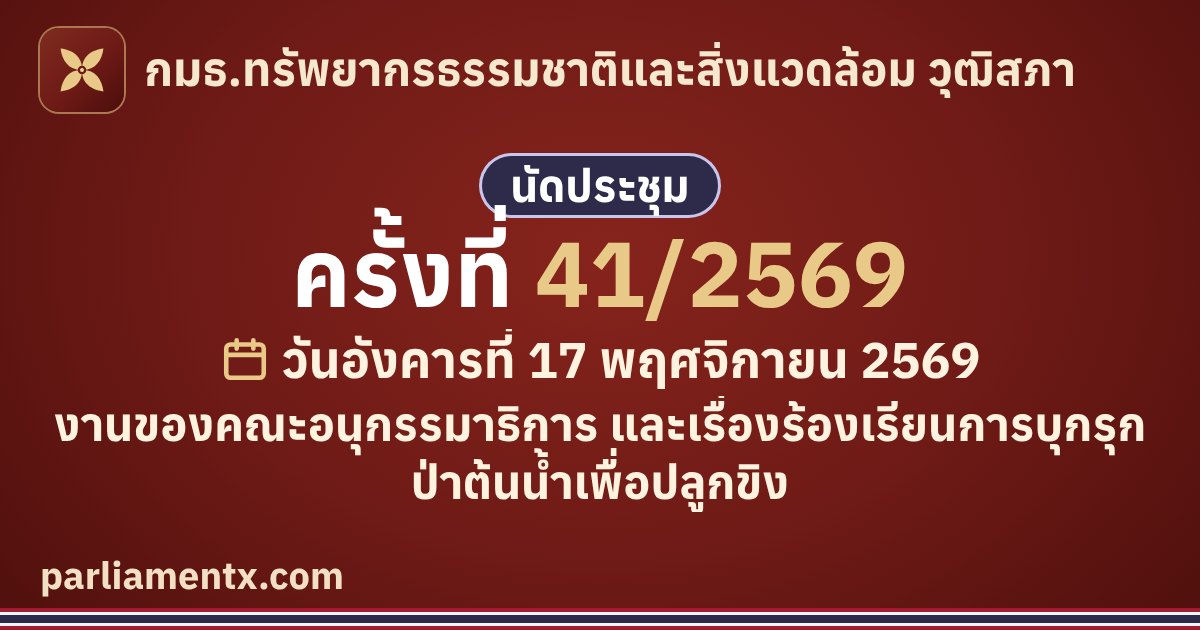 กมธ.ทรัพยากรธรรมชาติและสิ่งแวดล้อม วุฒิสภา
นัดประชุม
ครั้งที่ 41/2569
วันอังคารที่ 17 พฤศจิกายน 2569
งานของคณะอนุกรรมาธิการ และเรื่องร้องเรียนการบุกรุก
ป่าต้นน้ำเพื่อปลูกขิง
parliamentx.com